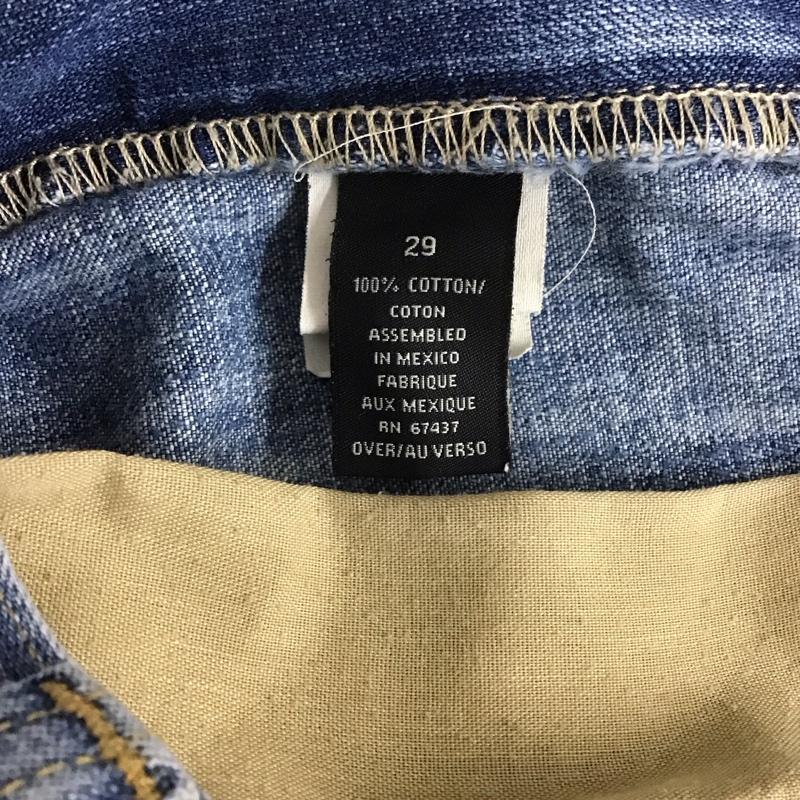 29
100% COTTON/
COTON
ASSEMBLED
IN MEXICO
FABRIQUE
AUX MEXIQUE
RN 67437
OVER/AU VERSO